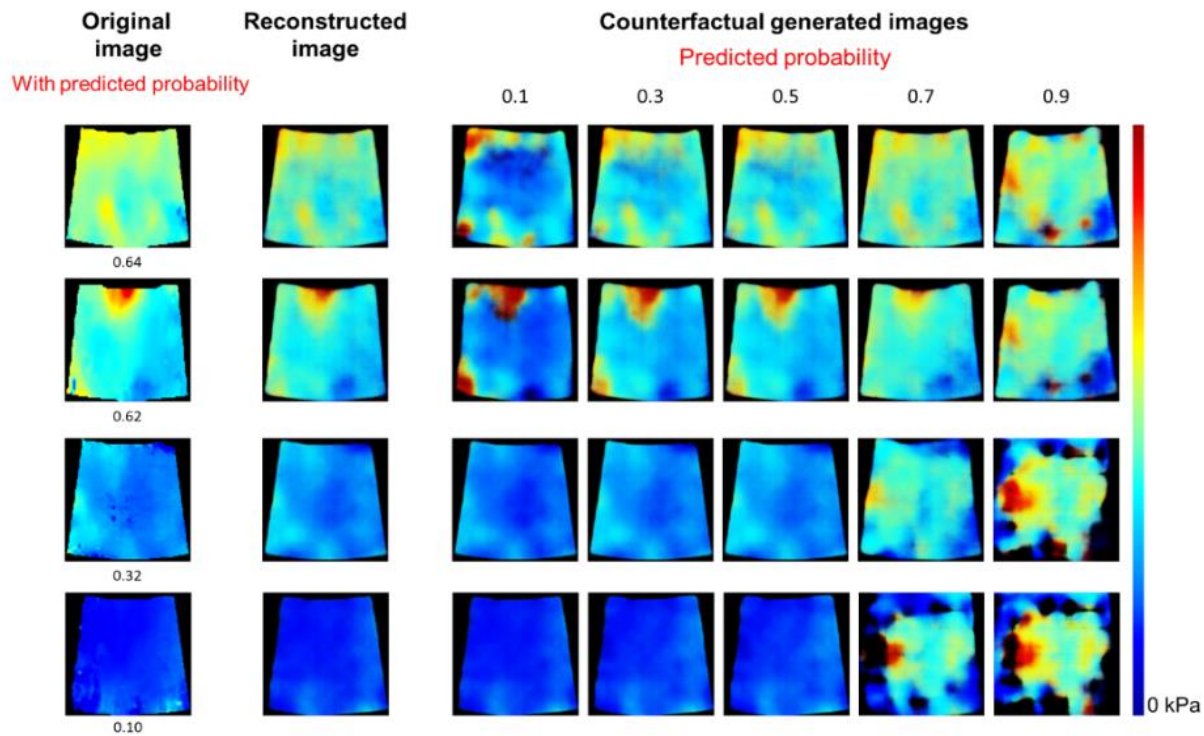 Original
image
With predicted probability
Reconstructed
image
Counterfactual generated images
Predicted probability
0.1 0.3 0.5 0.7 0.9
0.64
0.62
0.32
0.10
0 kPa